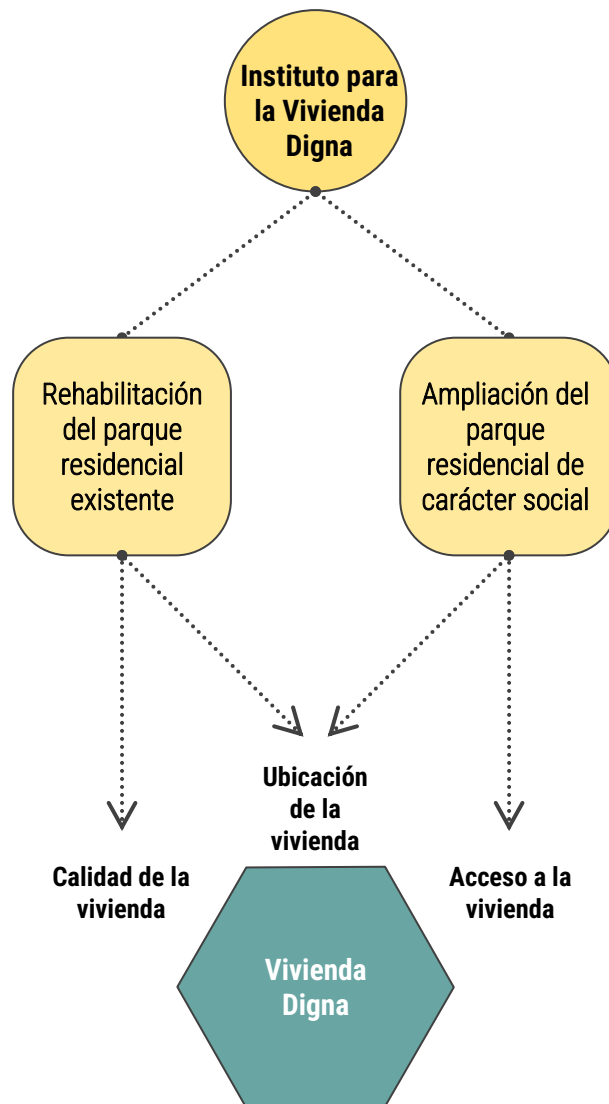 Instituto para
la Vivienda
Digna
Rehabilitación
del parque
residencial
existente
Ampliación del
parque
residencial de
carácter social
Ubicación
de la
vivienda
Calidad de la
vivienda
Acceso a la
vivienda
Vivienda
Digna